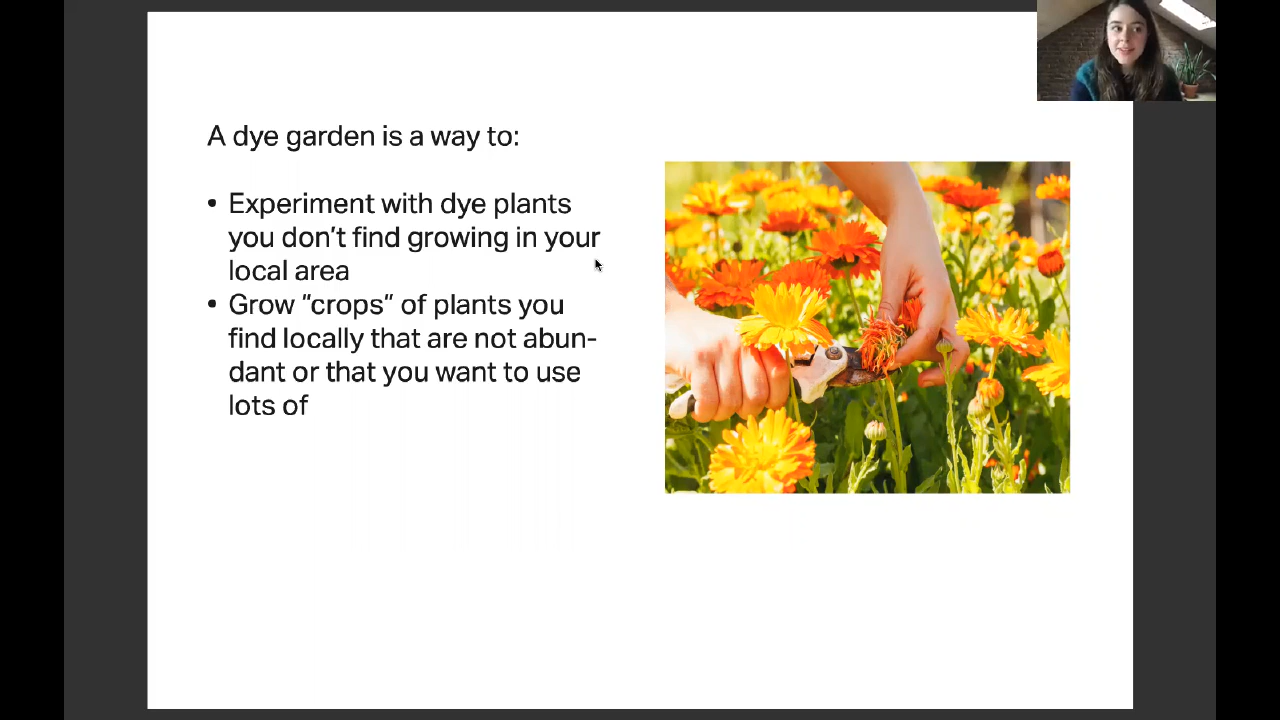 A dye garden is a way to:
• Experiment with dye plants
you don't find growing in your
local area
• Grow "crops" of plants you
find locally that are not abun-
dant or that you want to use
lots of